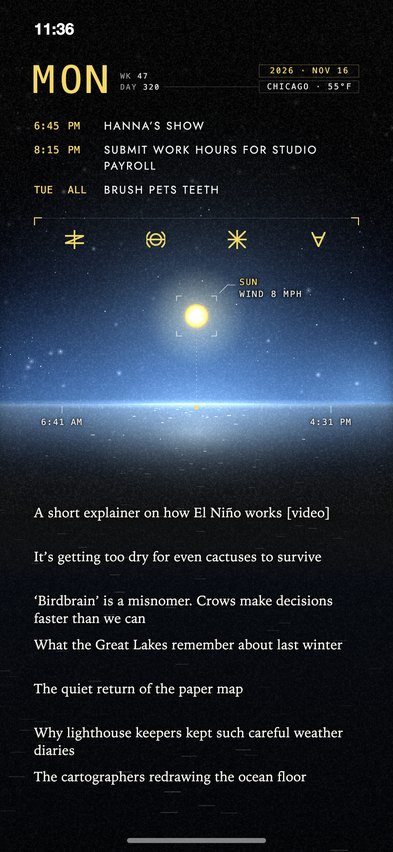 11:36
MON
WK 47
DAY 320
2026 · NOV 16
CHICAGO · 55°F
6:45 PM HANNA’S SHOW
8:15 PM SUBMIT WORK HOURS FOR STUDIO
PAYROLL
TUE ALL BRUSH PETS TEETH
SUN
WIND 8 MPH
6:41 AM
4:31 PM
A short explainer on how El Niño works [video]
It’s getting too dry for even cactuses to survive
‘Birdbrain’ is a misnomer. Crows make decisions
faster than we can
What the Great Lakes remember about last winter
The quiet return of the paper map
Why lighthouse keepers kept such careful weather
diaries
The cartographers redrawing the ocean floor